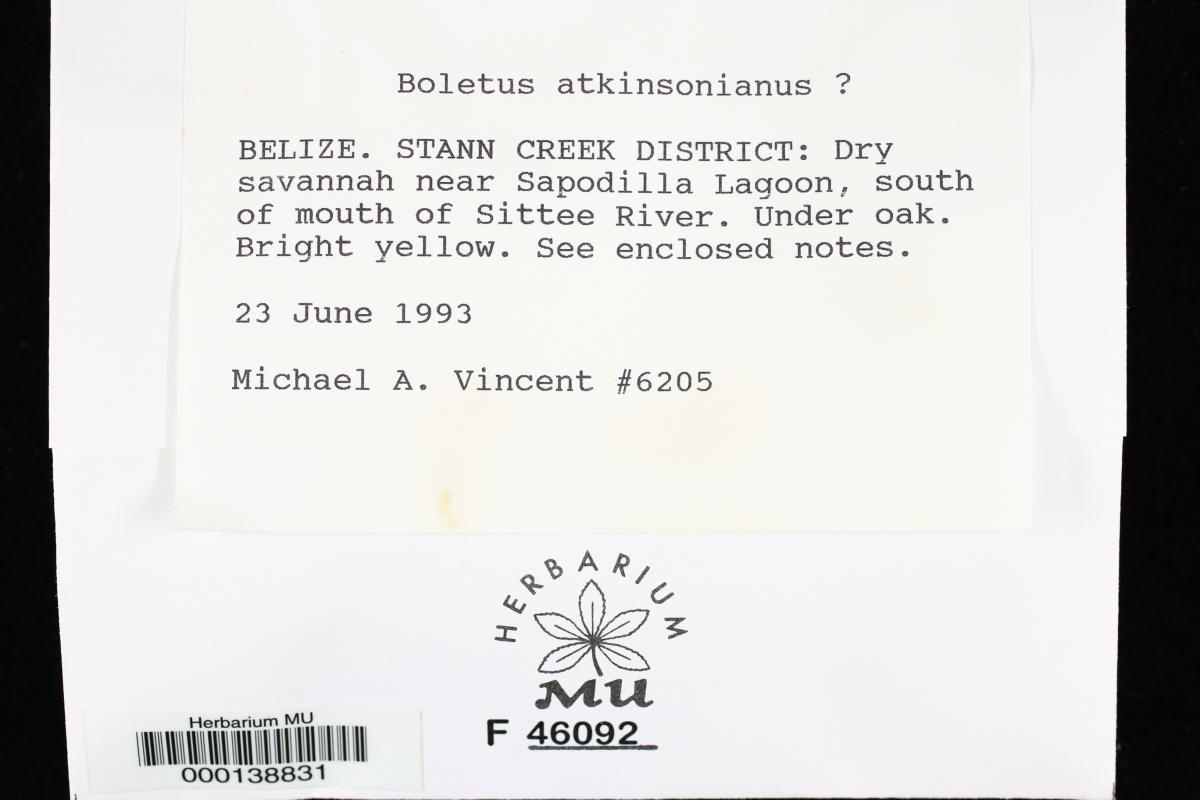 Boletus atkinsonianus ?
BELIZE. STANN CREEK DISTRICT: Dry
savannah near Sapodilla Lagoon, south
of mouth of Sittee River. Under oak.
Bright yellow. See enclosed notes.
23 June 1993
Michael A. Vincent #6205
HERBARIUM
MU
F 46092
Herbarium MU
000138831